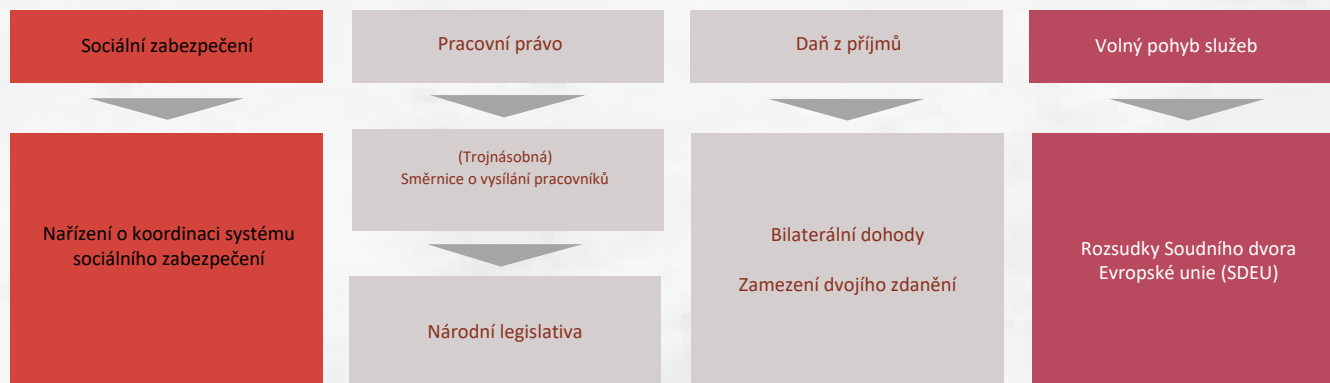 Sociální zabezpečení
Pracovní právo
Daň z příjmů
Volný pohyb služeb
Nařízení o koordinaci systému
sociálního zabezpečení
(Trojnásobná)
Směrnice o vysílání pracovníků
Národní legislativa
Bilaterální dohody
Zamezení dvojího zdanění
Rozsudky Soudního dvora
Evropské unie (SDEU)